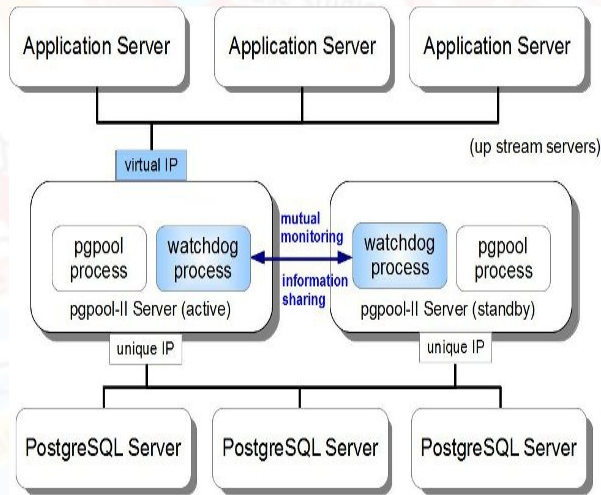 Application Server
Application Server
Application Server
(up stream servers)
virtual IP
pgpool
process
watchdog
process
pgpool-II Server (active)
mutual
monitoring
information
sharing
watchdog
process
pgpool
process
pgpool-II Server (standby)
unique IP
unique IP
PostgreSQL Server
PostgreSQL Server
PostgreSQL Server